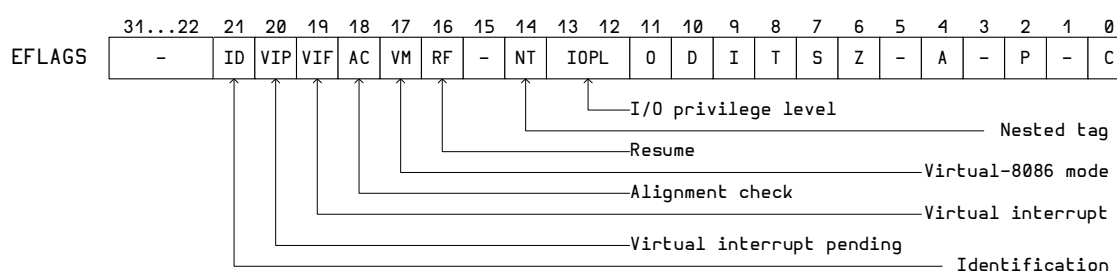 31...22 21 20 19 18 17 16 15 14 13 12 11 10 9 8 7 6 5 4 3 2 1 0
EFLAGS - ID VIP VIF AC VM RF - NT IOPL O D I T S Z - A - P - C
I/O privilege level
Nested tag
Resume
Virtual-8086 mode
Alignment check
Virtual interrupt
Virtual interrupt pending
Identification